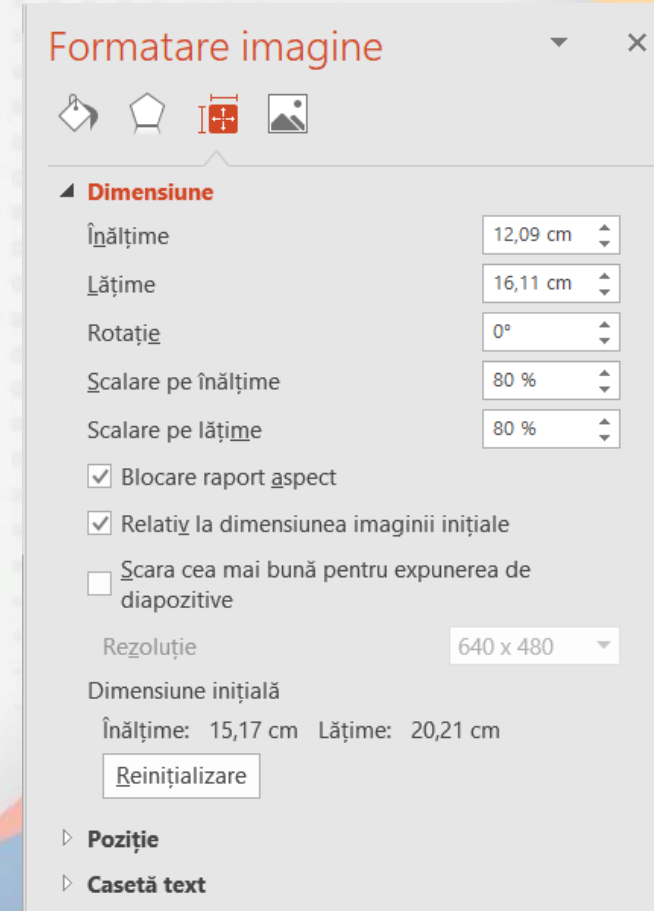 Formatare imagine
Dimensiune
Înălțime 12,09 cm
Lățime 16,11 cm
Rotație 0°
Scalare pe înălțime 80 %
Scalare pe lățime 80 %
Blocare raport aspect
Relativ la dimensiunea imaginii inițiale
Scara cea mai bună pentru expunerea de
diapozitive
Rezoluție 640 x 480
Dimensiune inițială
Înălțime: 15,17 cm Lățime: 20,21 cm
Reinițializare
Poziție
Casetă text